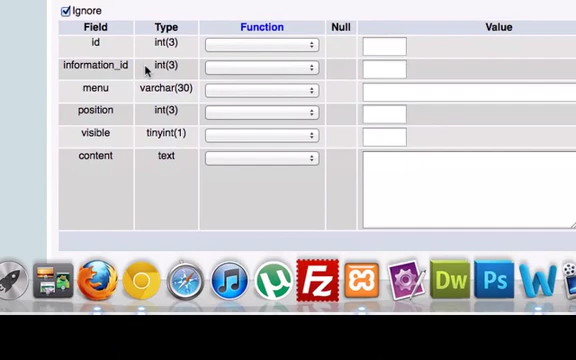 Ignore
Field Type Function Null Value
id int(3)
information_id int(3)
menu varchar(30)
position int(3)
visible tinyint(1)
content text
Fz
Dw
Ps
W